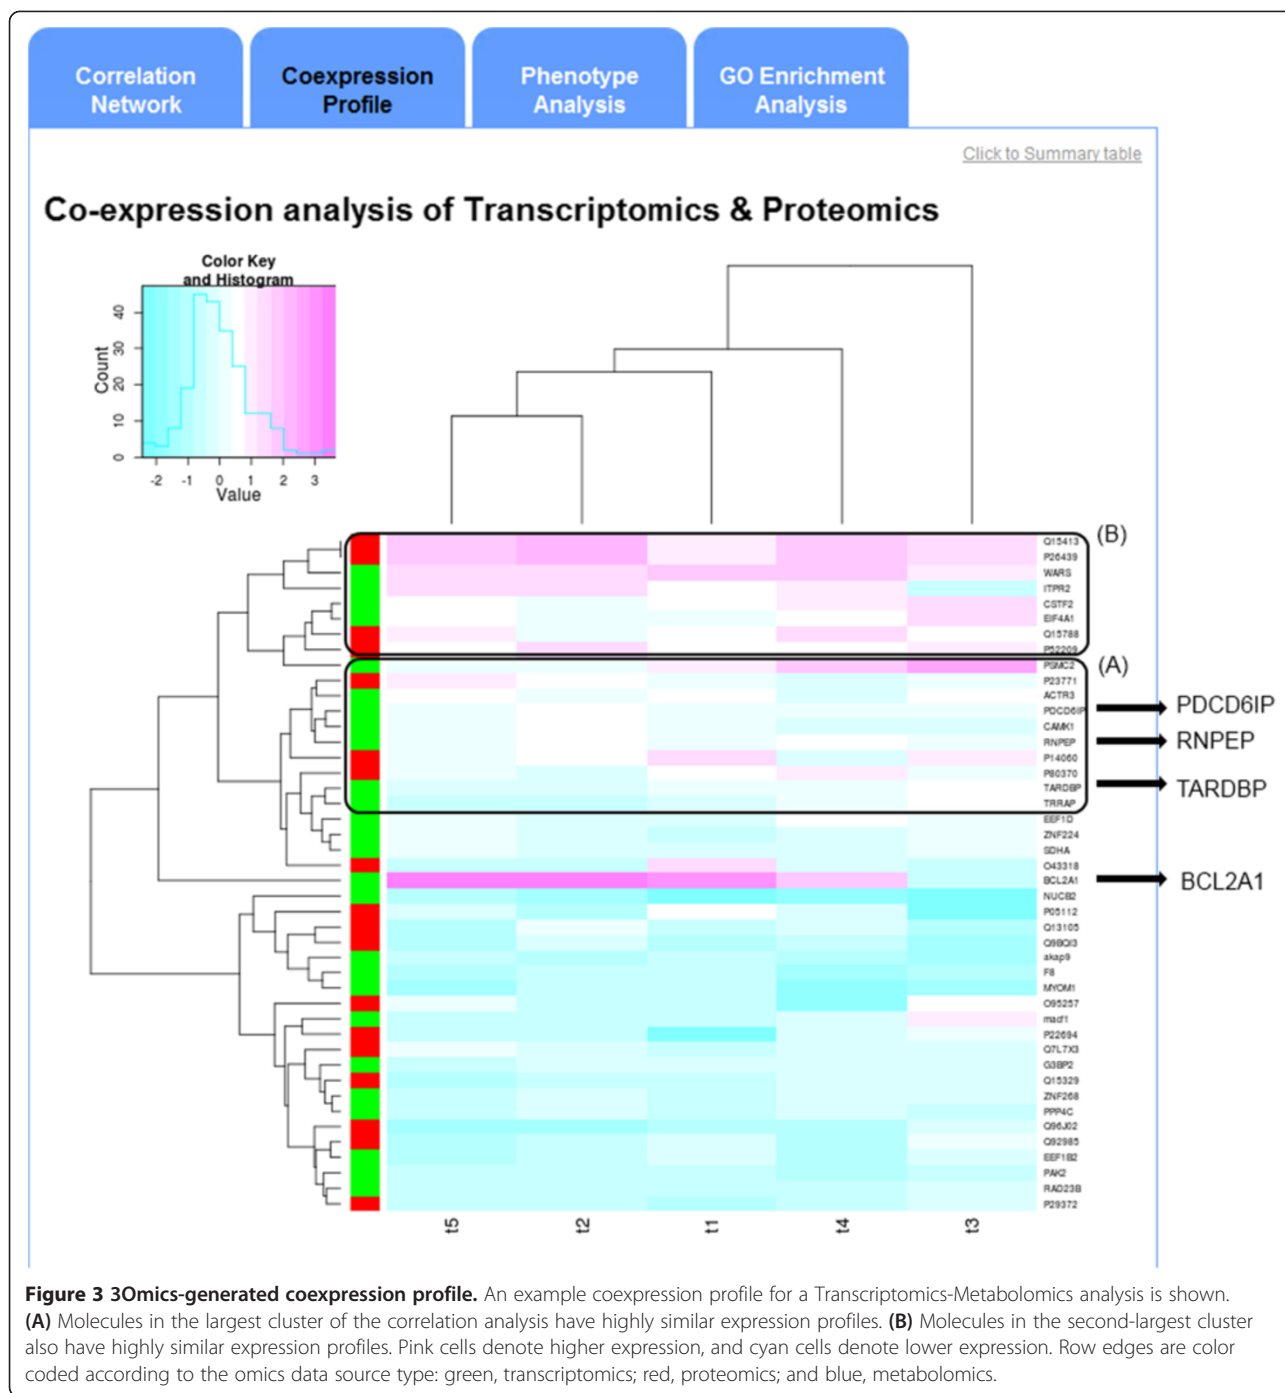 Correlation
Network
Coexpression
Profile
Phenotype
Analysis
GO Enrichment
Analysis
Click to Summary table
Co-expression analysis of Transcriptomics & Proteomics
Color Key
and Histogram
Count
0 10 20 30 40
-2 -1 0 1 2 3
Value
(B)
Q15413
P26439
WARS
ITPR2
CSTF2
EIF4A1
Q15788
P52209
(A)
PSMC2
P23771
ACTR3
PDCD6IP
CAMK1
RNPEP
P14060
P80370
TARDBP
TRRAP
EEF1D
ZNF224
SDHA
O43318
BCL2A1
NUCB2
P05112
Q13105
Q9BQI3
akap9
F8
MYOM1
O95257
macf1
P22694
Q7L7X3
G3BP2
Q15329
ZNF268
PPP4C
Q96J02
Q92985
EEF1B2
PAK2
RAD23B
P29372
PDCD6IP
RNPEP
TARDBP
BCL2A1
t5 t2 t1 t4 t3
Figure 3 3Omics-generated coexpression profile. An example coexpression profile for a Transcriptomics-Metabolomics analysis is shown.
(A) Molecules in the largest cluster of the correlation analysis have highly similar expression profiles. (B) Molecules in the second-largest cluster
also have highly similar expression profiles. Pink cells denote higher expression, and cyan cells denote lower expression. Row edges are color
coded according to the omics data source type: green, transcriptomics; red, proteomics; and blue, metabolomics.